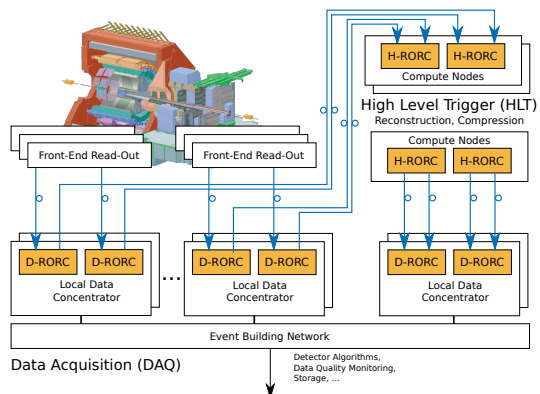 H-RORC H-RORC
Compute Nodes
High Level Trigger (HLT)
Reconstruction, Compression
Compute Nodes
H-RORC H-RORC
Front-End Read-Out Front-End Read-Out
D-RORC D-RORC ... D-RORC D-RORC D-RORC D-RORC
Local Data Local Data Local Data
Concentrator Concentrator Concentrator
Event Building Network
Data Acquisition (DAQ)
Detector Algorithms,
Data Quality Monitoring,
Storage, ...